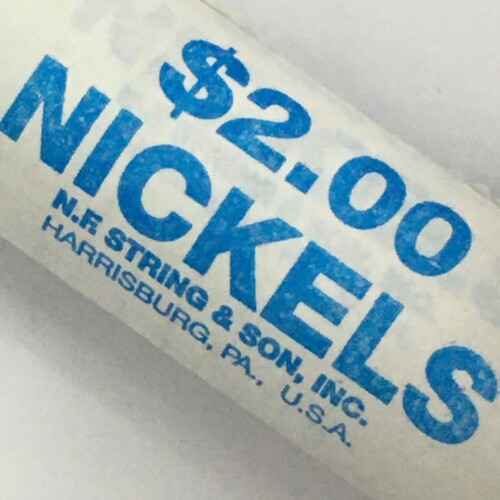 $2.00
NICKELS
N.F. STRING & SON, INC.
HARRISBURG, PA., U.S.A.